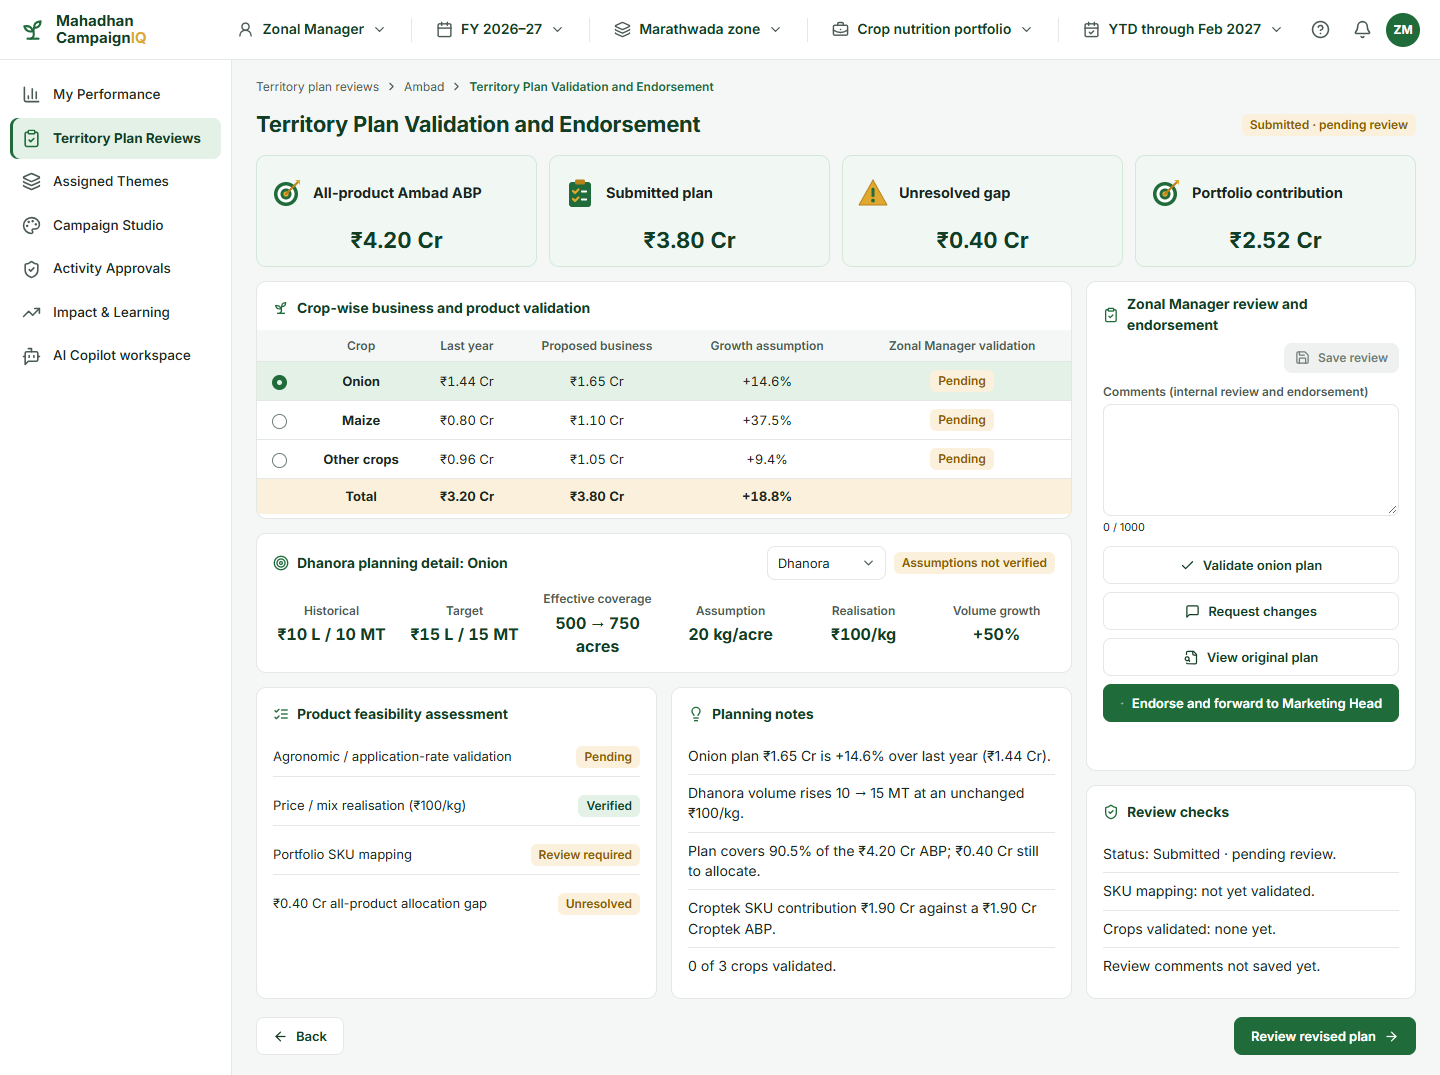 Mahadhan
CampaignIQ
Zonal Manager
FY 2026–27
Marathwada zone
Crop nutrition portfolio
YTD through Feb 2027
ZM
My Performance
Territory Plan Reviews
Assigned Themes
Campaign Studio
Activity Approvals
Impact & Learning
AI Copilot workspace
Territory plan reviews > Ambad > Territory Plan Validation and Endorsement
Territory Plan Validation and Endorsement
Submitted · pending review
All-product Ambad ABP
₹4.20 Cr
Submitted plan
₹3.80 Cr
Unresolved gap
₹0.40 Cr
Portfolio contribution
₹2.52 Cr
Crop-wise business and product validation
Crop Last year Proposed business Growth assumption Zonal Manager validation
Onion ₹1.44 Cr ₹1.65 Cr +14.6% Pending
Maize ₹0.80 Cr ₹1.10 Cr +37.5% Pending
Other crops ₹0.96 Cr ₹1.05 Cr +9.4% Pending
Total ₹3.20 Cr ₹3.80 Cr +18.8%
Dhanora planning detail: Onion
Dhanora
Assumptions not verified
Historical
₹10 L / 10 MT
Target
₹15 L / 15 MT
Effective coverage
500 → 750
acres
Assumption
20 kg/acre
Realisation
₹100/kg
Volume growth
+50%
Product feasibility assessment
Agronomic / application-rate validation Pending
Price / mix realisation (₹100/kg) Verified
Portfolio SKU mapping Review required
₹0.40 Cr all-product allocation gap Unresolved
Planning notes
Onion plan ₹1.65 Cr is +14.6% over last year (₹1.44 Cr).
Dhanora volume rises 10 → 15 MT at an unchanged
₹100/kg.
Plan covers 90.5% of the ₹4.20 Cr ABP; ₹0.40 Cr still
to allocate.
Croptek SKU contribution ₹1.90 Cr against a ₹1.90 Cr
Croptek ABP.
0 of 3 crops validated.
Zonal Manager review and
endorsement
Save review
Comments (internal review and endorsement)
0 / 1000
Validate onion plan
Request changes
View original plan
Endorse and forward to Marketing Head
Review checks
Status: Submitted · pending review.
SKU mapping: not yet validated.
Crops validated: none yet.
Review comments not saved yet.
Back
Review revised plan